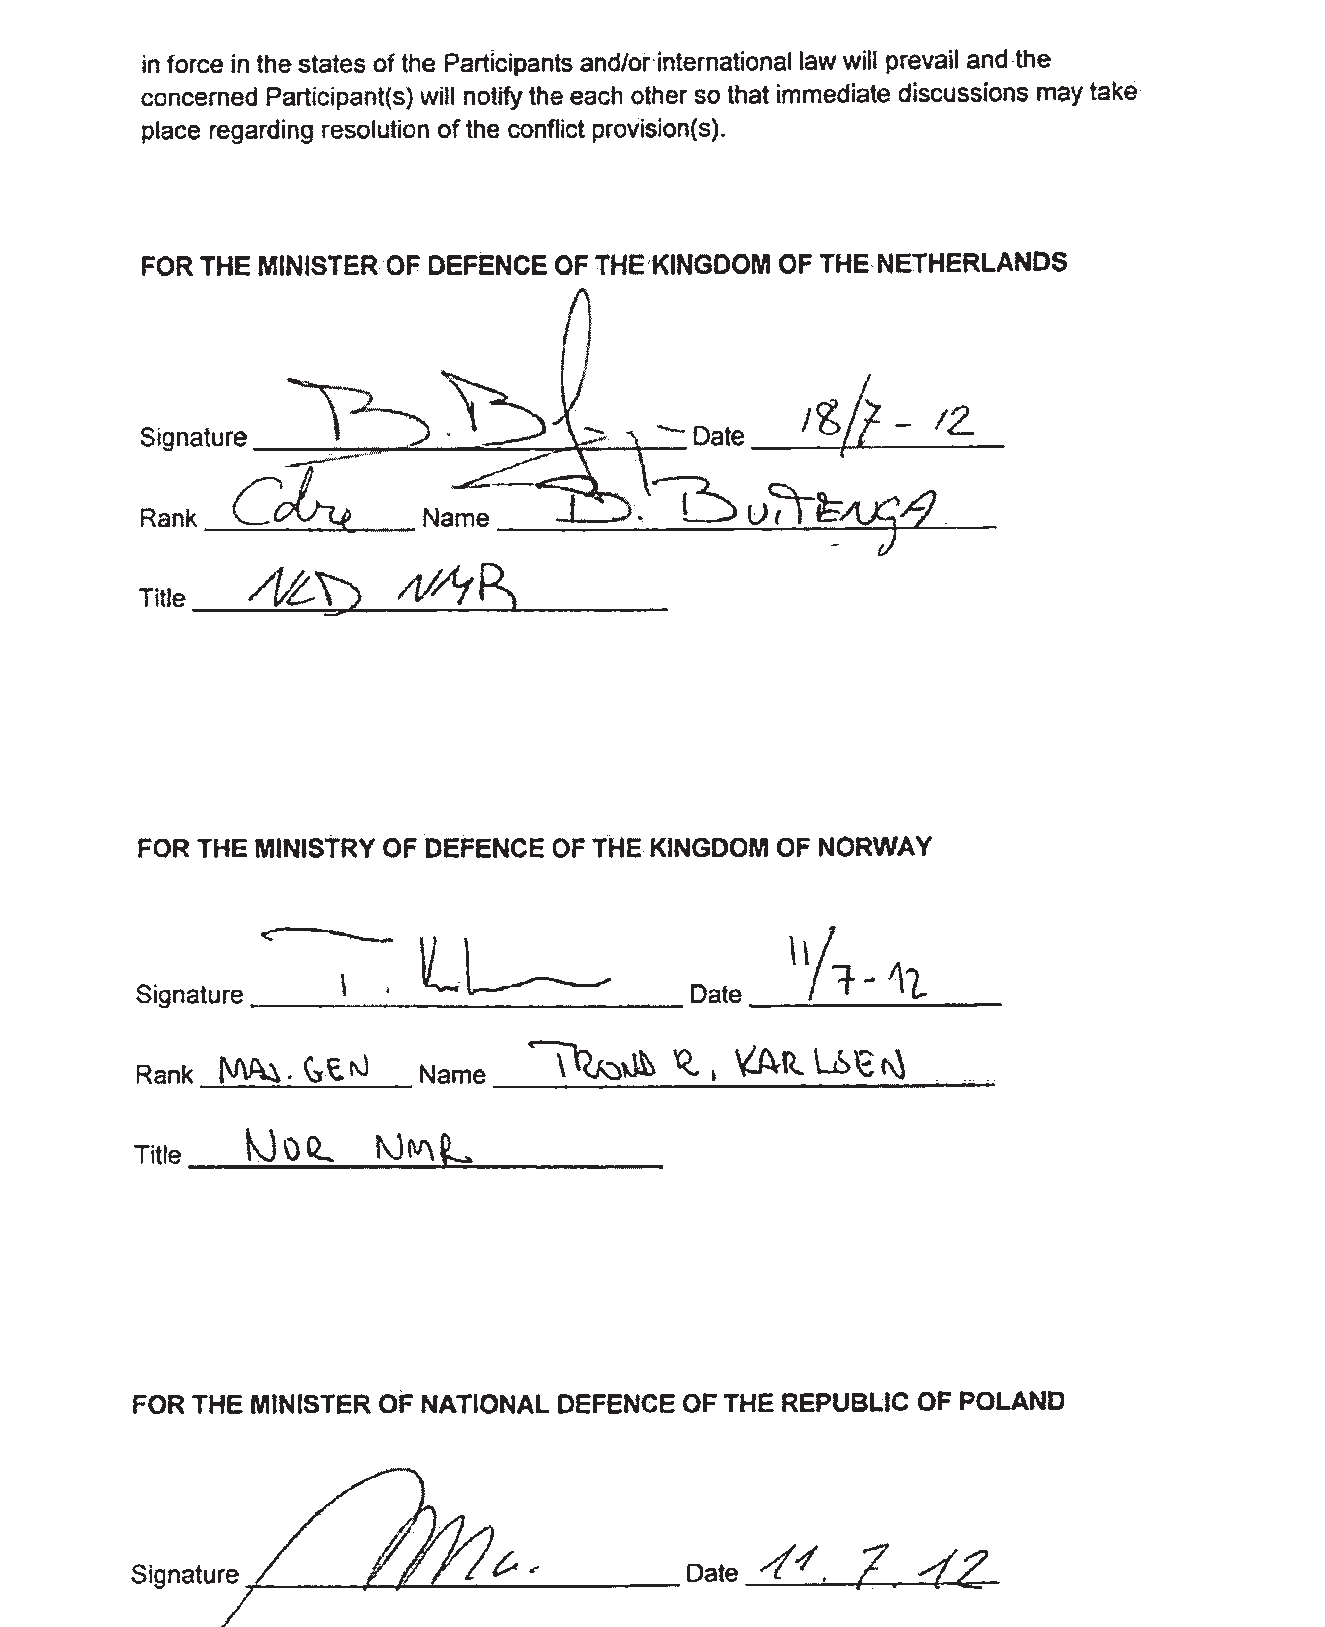 in force in the states of the Participants and/or international law will prevail and the
concerned Participant(s) will notify the each other so that immediate discussions may take
place regarding resolution of the conflict provision(s).
FOR THE MINISTER OF DEFENCE OF THE KINGDOM OF THE NETHERLANDS
Signature Date 18/7 - 12
Rank Cdre Name B. BUITENGA
Title NLD NMR
FOR THE MINISTRY OF DEFENCE OF THE KINGDOM OF NORWAY
Signature Date 11/7-12
Rank MAJ. GEN Name TROND R. KARLSEN
Title NOR NMR
FOR THE MINISTER OF NATIONAL DEFENCE OF THE REPUBLIC OF POLAND
Signature Date 11. 7 12